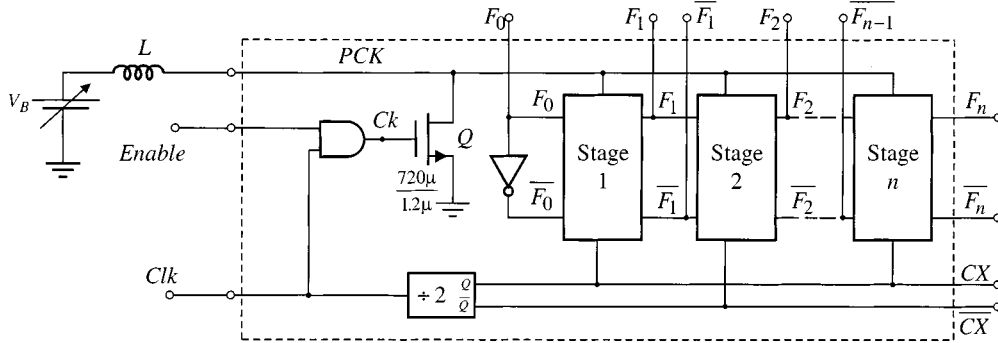 F₀ F₁ F̅₁ F₂ F̅ₙ₋₁
L
PCK
V_B
Ck Q
F₀ F₁ F₂ Fₙ
Enable
Stage 1
Stage 2
Stage n
720μ
1.2μ
F̅₀ F̅₁ F̅₂ F̅ₙ
Clk
÷ 2
Q
Q̅
CX
C̅X̅